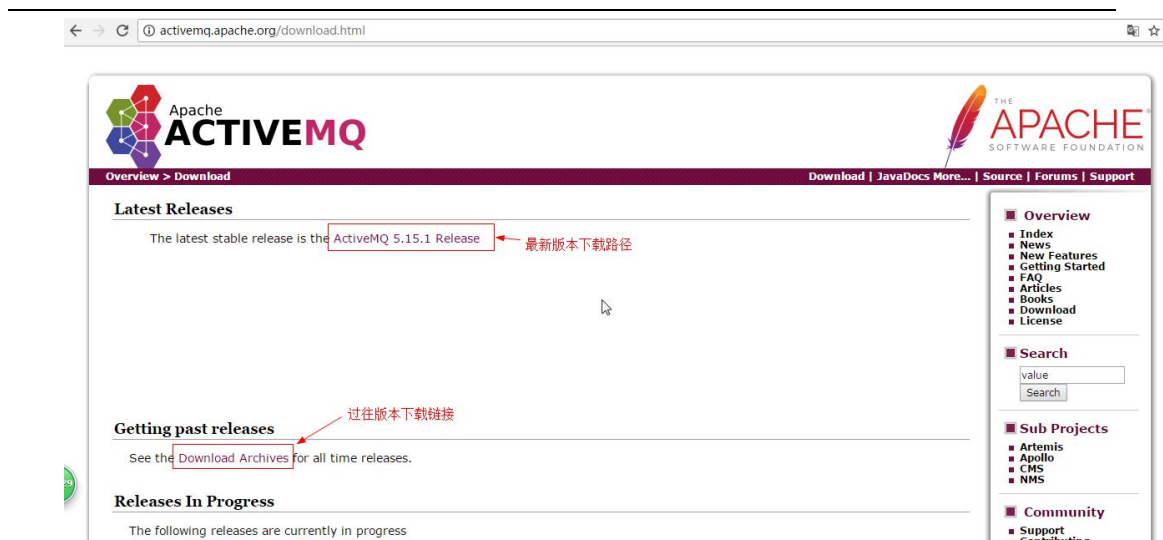 activemq.apache.org/download.html
Apache
ACTIVEMQ
THE
APACHE
SOFTWARE FOUNDATION
Overview > Download
Download | JavaDocs More... | Source | Forums | Support
Latest Releases
The latest stable release is the ActiveMQ 5.15.1 Release
最新版本下载路径
过往版本下载链接
Getting past releases
See the Download Archives for all time releases.
Releases In Progress
The following releases are currently in progress
Overview
Index
News
New Features
Getting Started
FAQ
Articles
Books
Download
License
Search
value
Search
Sub Projects
Artemis
Apollo
CMS
NMS
Community
Support
Contributing